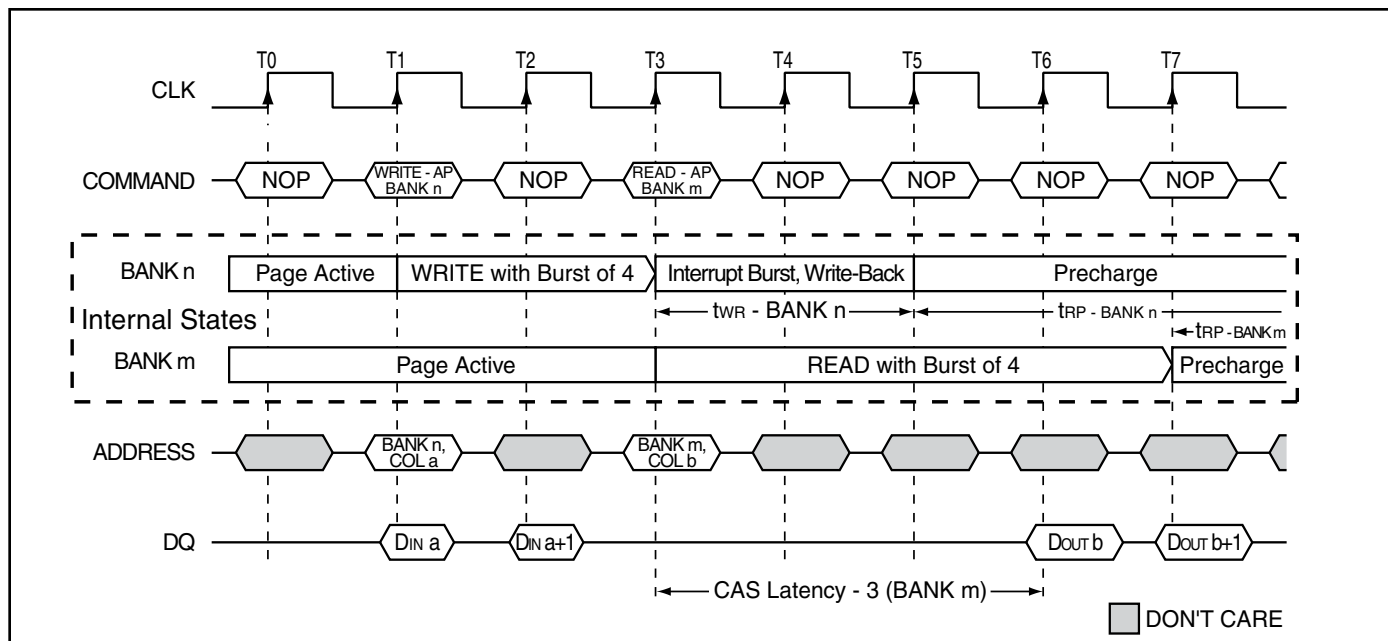 T0 T1 T2 T3 T4 T5 T6 T7
CLK
COMMAND NOP WRITE - AP BANK n NOP READ - AP BANK m NOP NOP NOP NOP
BANK n Page Active WRITE with Burst of 4 Interrupt Burst, Write-Back Precharge
tWR - BANK n tRP - BANK n
Internal States
tRP - BANK m
BANK m Page Active READ with Burst of 4 Precharge
ADDRESS BANK n, COL a BANK m, COL b
DQ DIN a DIN a+1 DOUT b DOUT b+1
CAS Latency - 3 (BANK m)
DON'T CARE